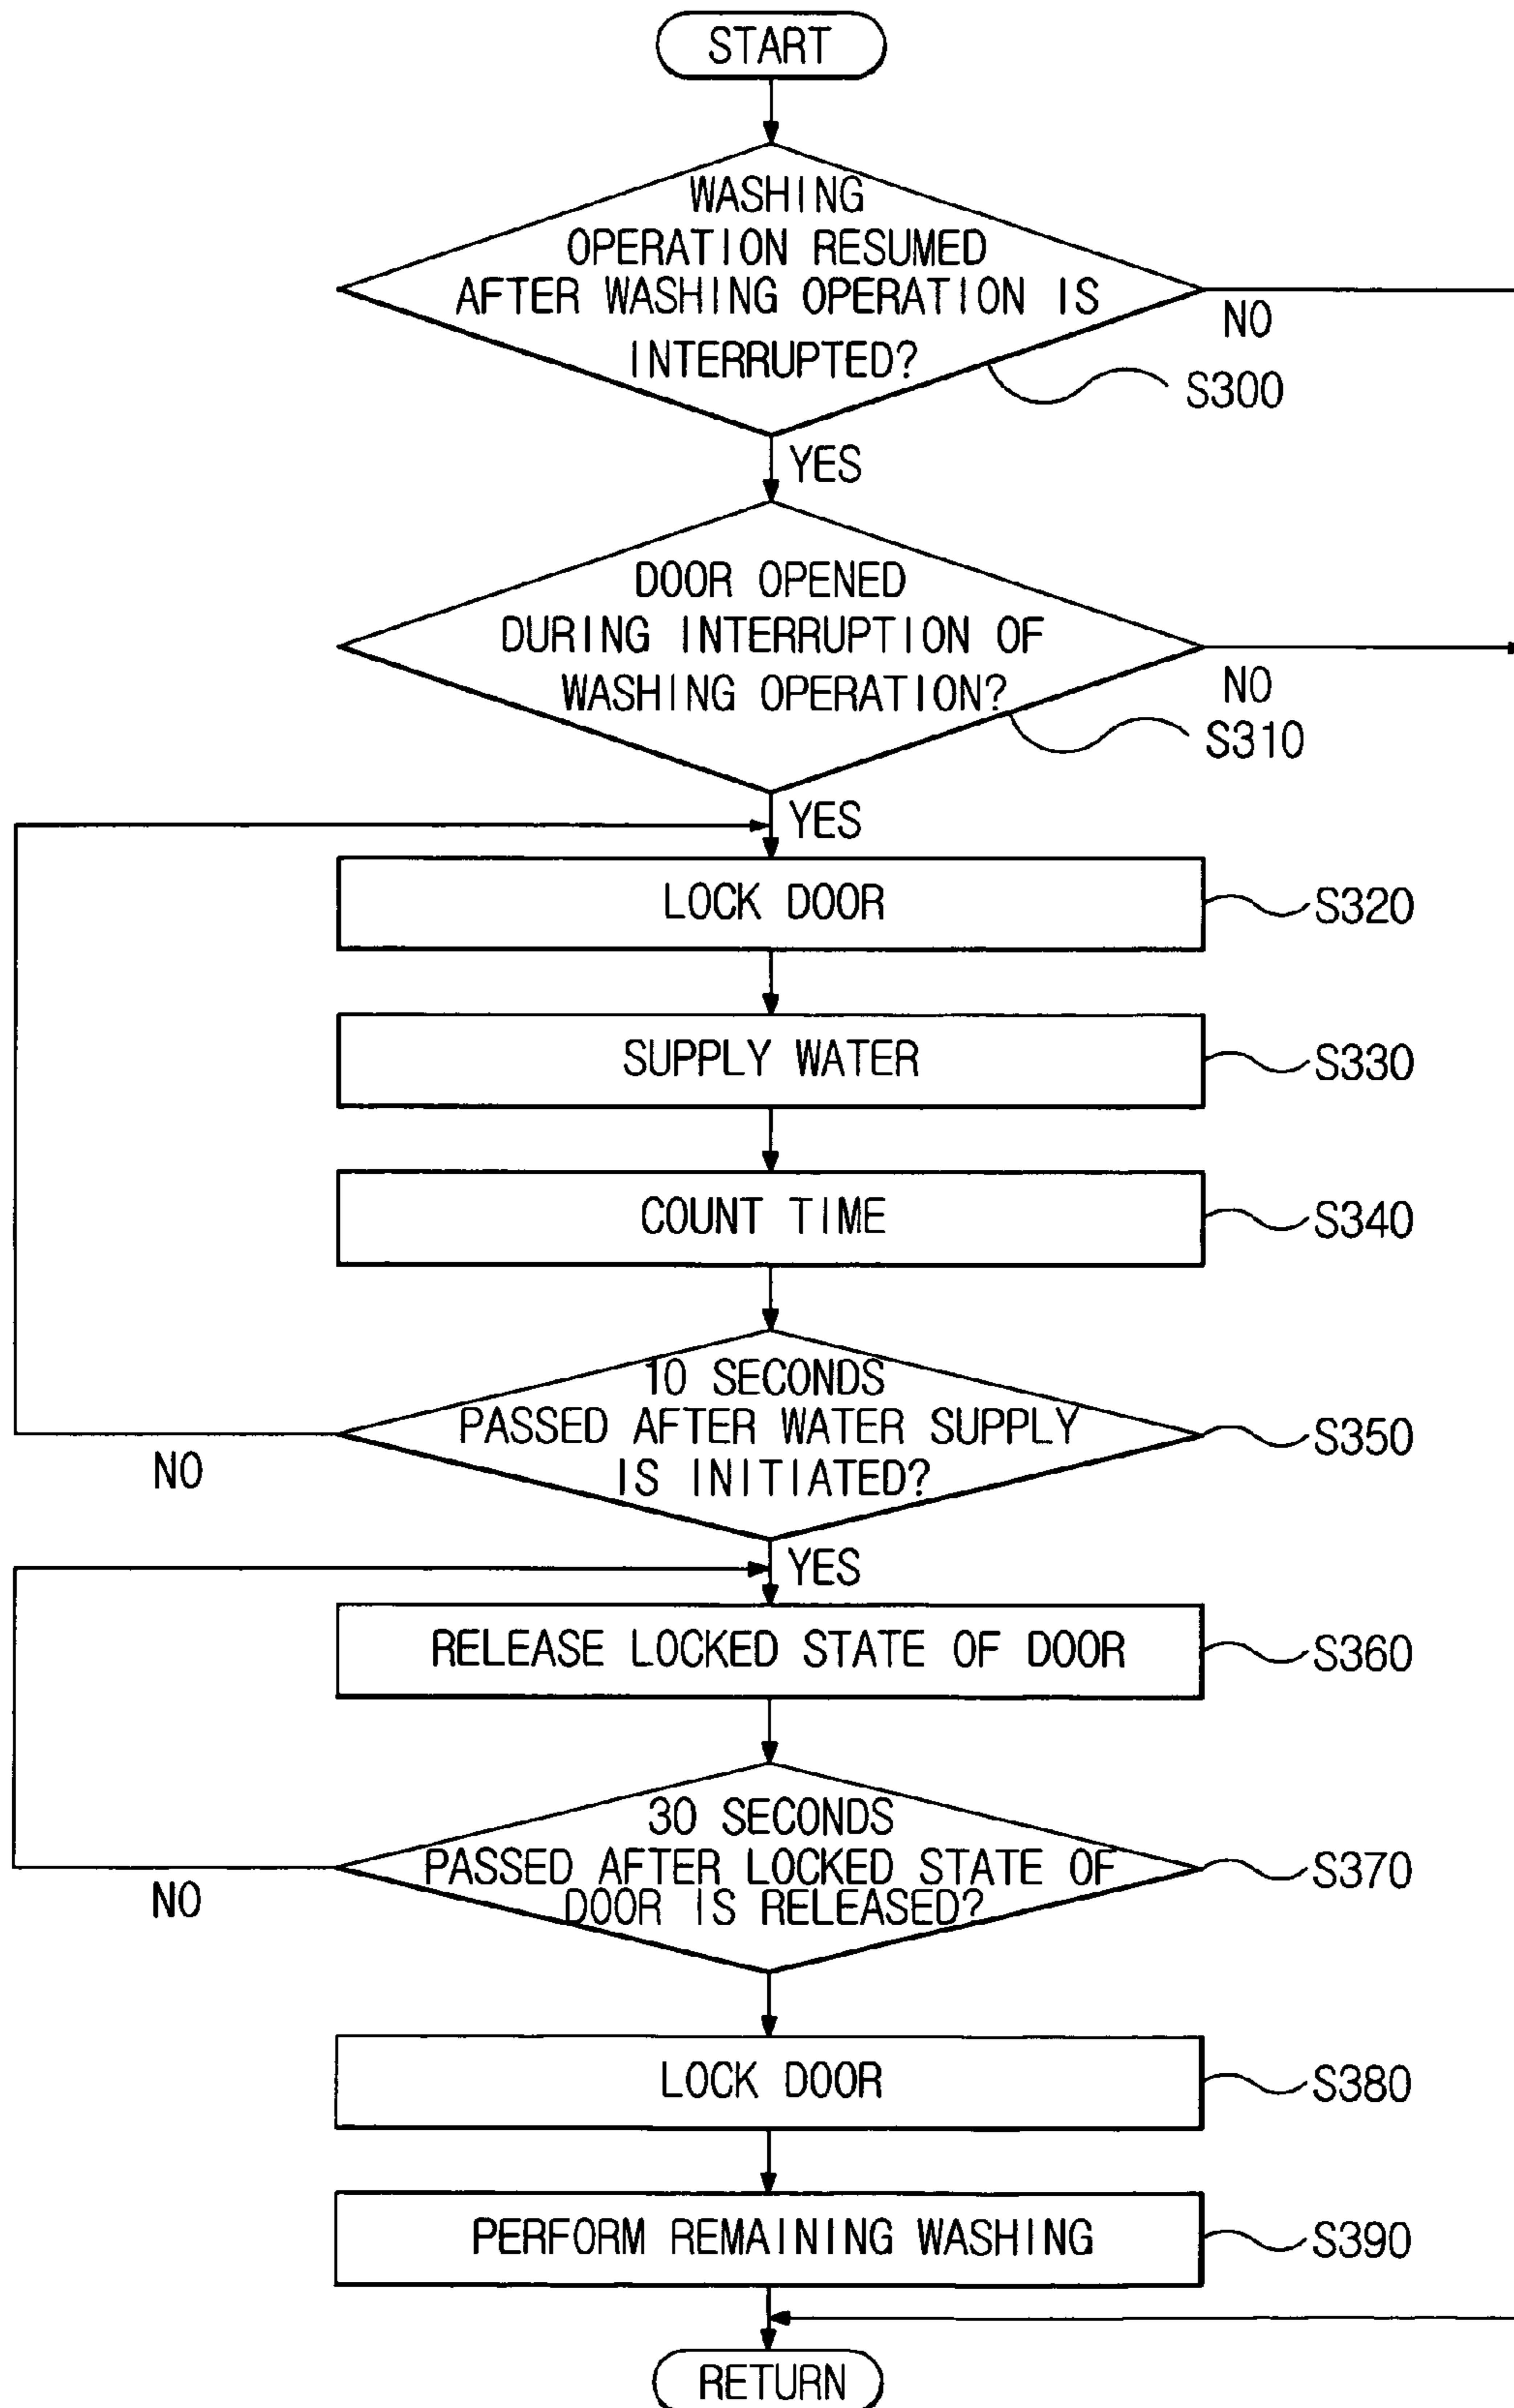 START
WASHING
OPERATION RESUMED
AFTER WASHING OPERATION IS
INTERRUPTED?
NO
S300
YES
DOOR OPENED
DURING INTERRUPTION OF
WASHING OPERATION?
NO
S310
YES
LOCK DOOR
S320
SUPPLY WATER
S330
COUNT TIME
S340
10 SECONDS
PASSED AFTER WATER SUPPLY
IS INITIATED?
S350
NO
YES
RELEASE LOCKED STATE OF DOOR
S360
30 SECONDS
PASSED AFTER LOCKED STATE OF
DOOR IS RELEASED?
S370
NO
LOCK DOOR
S380
PERFORM REMAINING WASHING
S390
RETURN